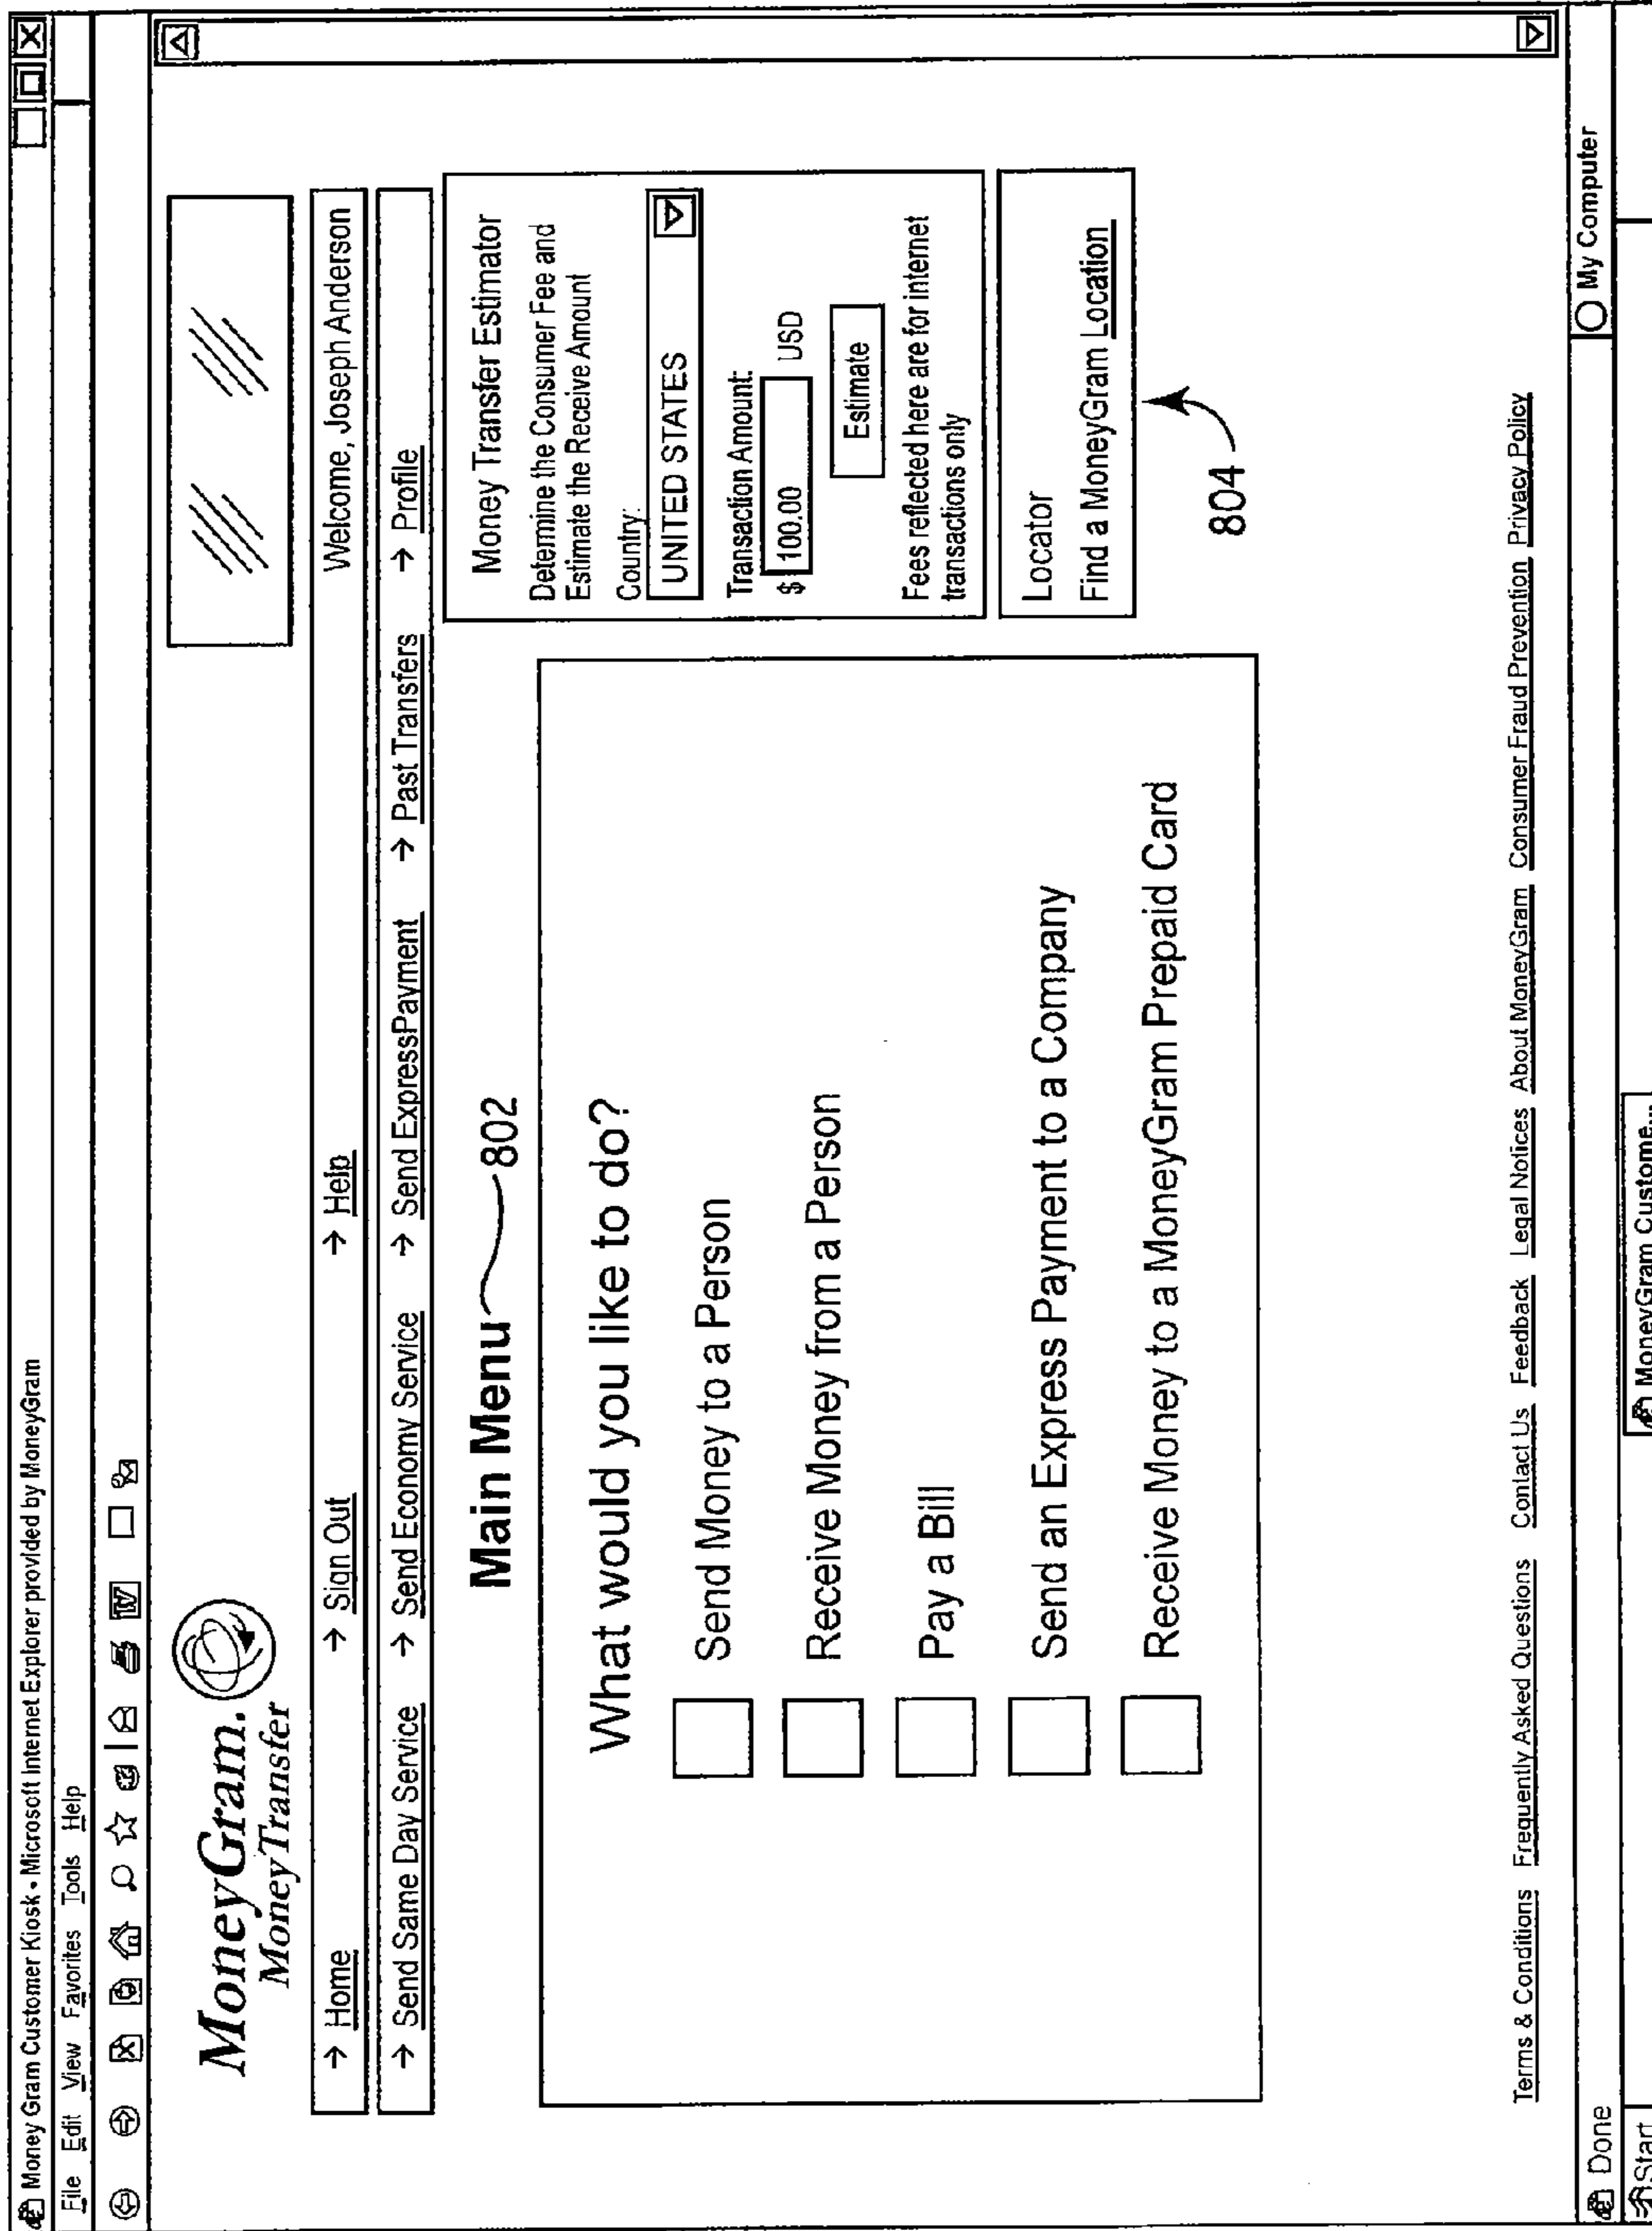 Money Gram Customer Kiosk • Microsoft Internet Explorer provided by MoneyGram
File Edit View Favorites Tools Help
W
MoneyGram.
MoneyTransfer
→ Home → Sign Out → Help Welcome, Joseph Anderson
→ Send Same Day Service → Send Economy Service → Send ExpressPayment → Past Transfers → Profile
Main Menu 802
What would you like to do?
Send Money to a Person
Receive Money from a Person
Pay a Bill
Send an Express Payment to a Company
Receive Money to a MoneyGram Prepaid Card
Money Transfer Estimator
Determine the Consumer Fee and
Estimate the Receive Amount
Country:
UNITED STATES
Transaction Amount:
$ 100.00 USD
Estimate
Fees reflected here are for internet
transactions only
Locator
Find a MoneyGram Location
804
Terms & Conditions Frequently Asked Questions Contact Us Feedback Legal Notices About MoneyGram Consumer Fraud Prevention Privacy Policy
Done My Computer
Start MoneyGram Custome...